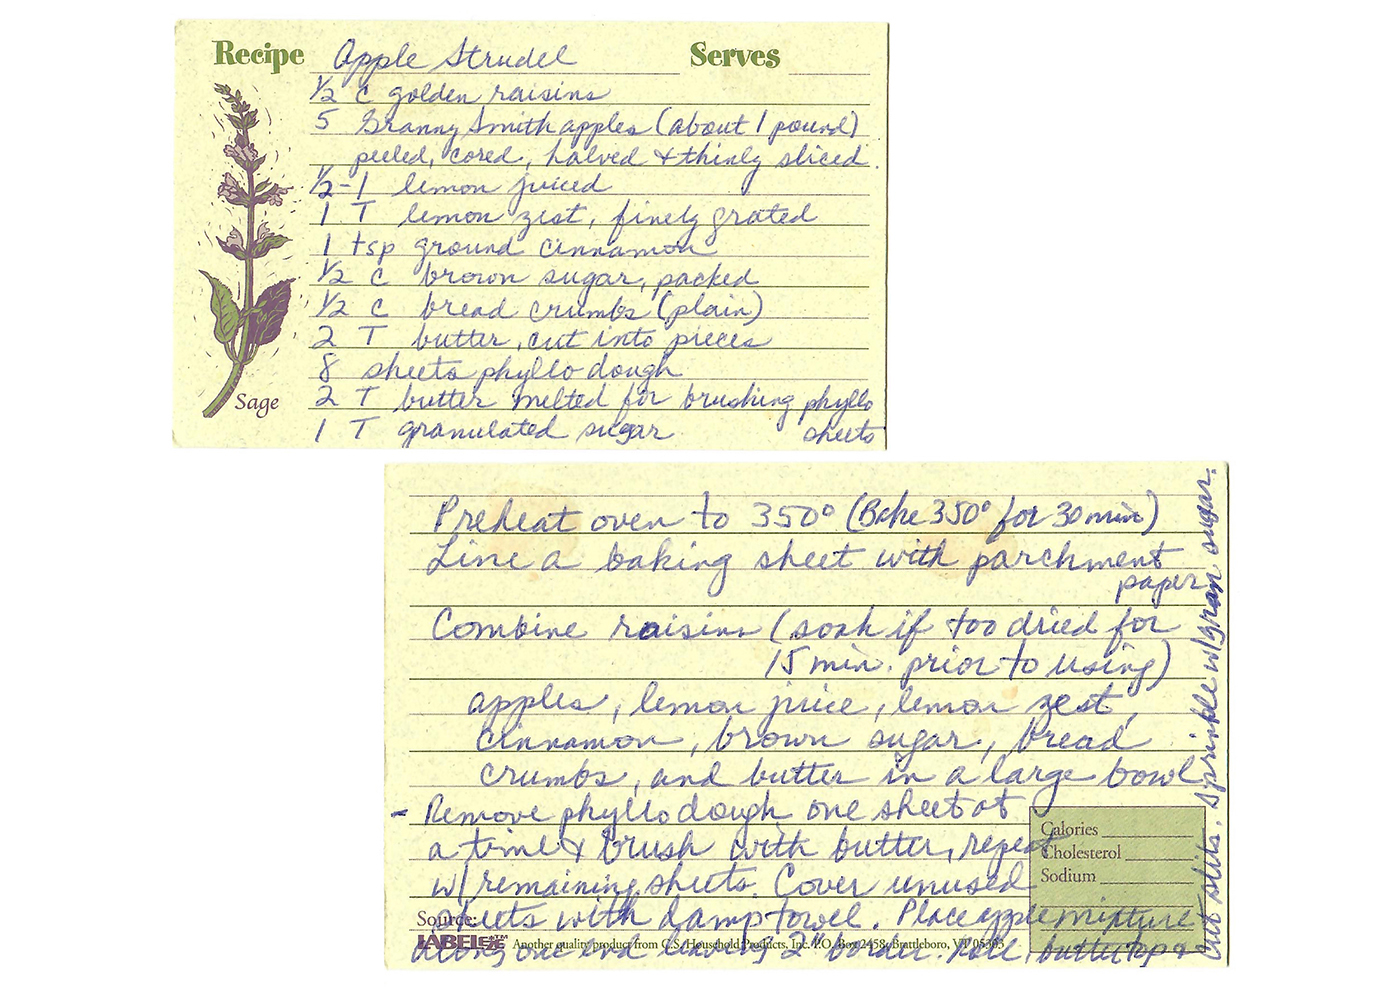 Recipe Apple Strudel Serves
1/2 c golden raisins
5 Granny Smith apples (about 1 pound)
peeled, cored, halved & thinly sliced.
1/2-1 lemon juiced
1 T lemon zest, finely grated
1 tsp ground cinnamon
1/2 c brown sugar, packed
1/2 c bread crumbs (plain)
2 T butter, cut into pieces
8 sheets phyllo dough
2 T butter melted for brushing phyllo
sheets
1 T granulated sugar
Sage
Preheat oven to 350° (Bake 350° for 30 min)
Line a baking sheet with parchment
paper
Combine raisins (soak if too dried for
15 min. prior to using)
apples, lemon juice, lemon zest,
cinnamon, brown sugar, bread
crumbs, and butter in a large bowl
- Remove phyllo dough one sheet at
a time & brush with butter, repeat
w/ remaining sheets. Cover unused
sheets with damp towel. Place apple mixture
along one end leaving 2" border. Roll, butter top &
cut slits. Sprinkle w/ gran sugar.
Calories
Cholesterol
Sodium
Source:
LABELeze™ Another quality product from C.S. Household Products, Inc. P.O. Box 2458, Brattleboro, VT 05303